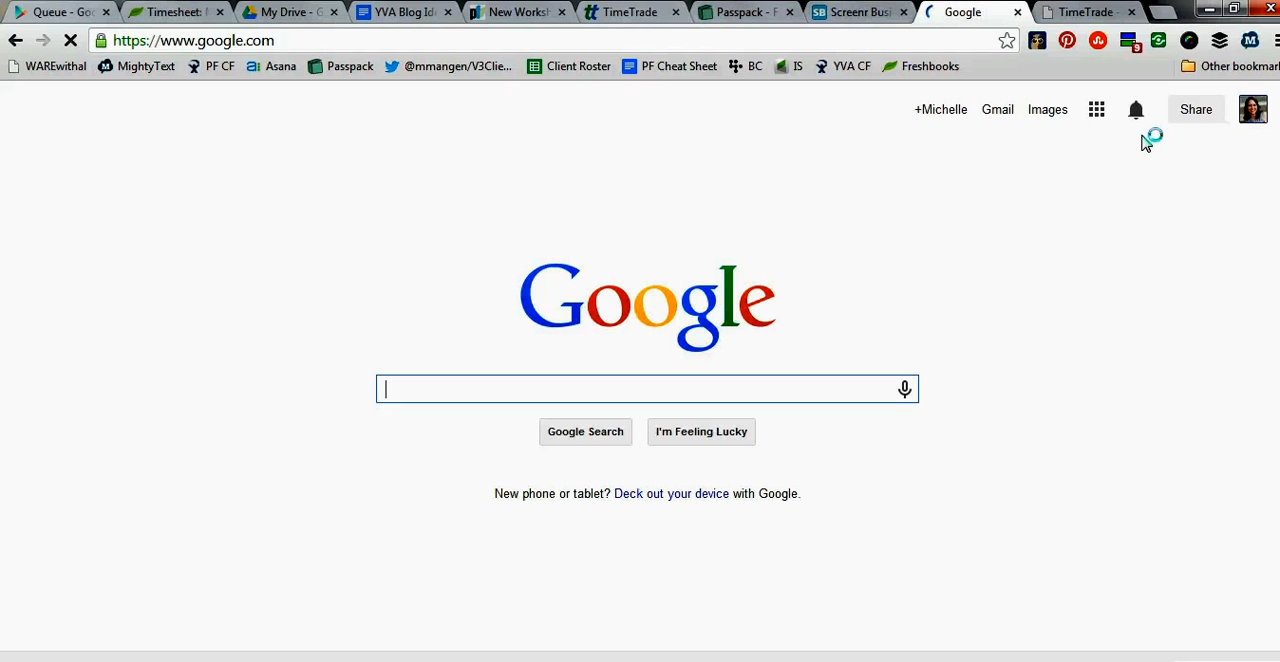 Queue - Goo Timesheet: M My Drive - G YVA Blog Ide New Worksh TimeTrade Passpack - F Screenr Busi Google TimeTrade -
https://www.google.com
WAREwithal MightyText PF CF Asana Passpack @mmangen/V3Clie... Client Roster PF Cheat Sheet BC IS YVA CF Freshbooks Other bookmar
+Michelle Gmail Images Share
Google
Google Search I'm Feeling Lucky
New phone or tablet? Deck out your device with Google.